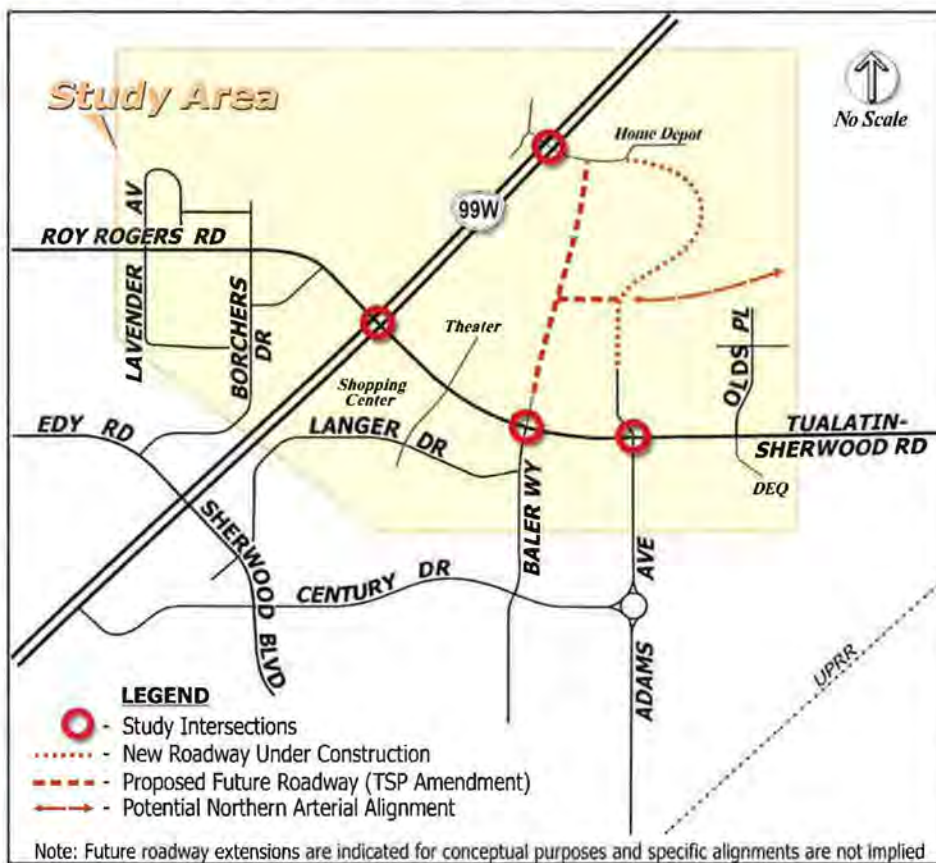 Study Area
No Scale
Home Depot
99W
LAVENDER AV
ROY ROGERS RD
BORCHERS
DR
Theater
OLDS PL
Shopping
Center
EDY RD
LANGER DR
TUALATIN-
SHERWOOD RD
DEQ
BALER WY
SHERWOOD BLVD
CENTURY DR
ADAMS AVE
UPRR
LEGEND
- Study Intersections
- New Roadway Under Construction
- Proposed Future Roadway (TSP Amendment)
- Potential Northern Arterial Alignment
Note: Future roadway extensions are indicated for conceptual purposes and specific alignments are not implied